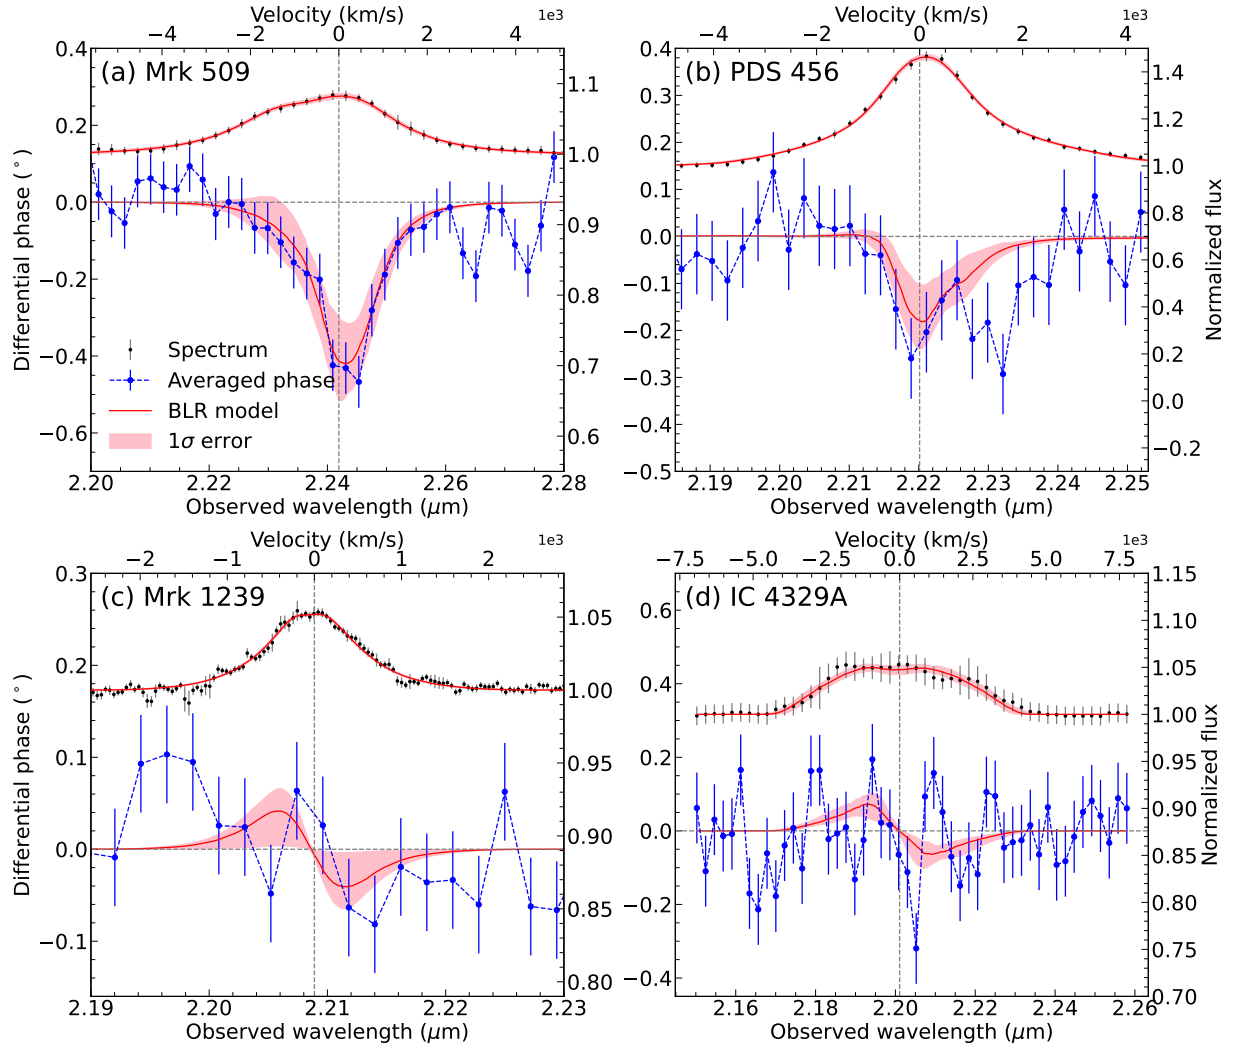 Velocity (km/s) 1e3
−4 −2 0 2 4
(a) Mrk 509
0.4
0.2
0.0
−0.2
−0.4
−0.6
Differential phase (°)
1.1
1.0
0.9
0.8
0.7
0.6
Spectrum
Averaged phase
BLR model
1σ error
2.20 2.21 2.22 2.23 2.24 2.25 2.26 2.27 2.28
Observed wavelength (μm)
Velocity (km/s) 1e3
−4 −2 0 2 4
(b) PDS 456
0.4
0.3
0.2
0.1
0.0
−0.1
−0.2
−0.3
−0.4
−0.5
1.4
1.2
1.0
0.8
0.6
0.4
0.2
0.0
−0.2
Normalized flux
2.19 2.20 2.21 2.22 2.23 2.24 2.25
Observed wavelength (μm)
Velocity (km/s) 1e3
−2 −1 0 1 2
(c) Mrk 1239
0.3
0.2
0.1
0.0
−0.1
Differential phase (°)
1.05
1.00
0.95
0.90
0.85
0.80
2.19 2.20 2.21 2.22 2.23
Observed wavelength (μm)
Velocity (km/s) 1e3
−7.5 −5.0 −2.5 0.0 2.5 5.0 7.5
(d) IC 4329A
0.6
0.4
0.2
0.0
−0.2
−0.4
1.15
1.10
1.05
1.00
0.95
0.90
0.85
0.80
0.75
0.70
Normalized flux
2.16 2.18 2.20 2.22 2.24 2.26
Observed wavelength (μm)